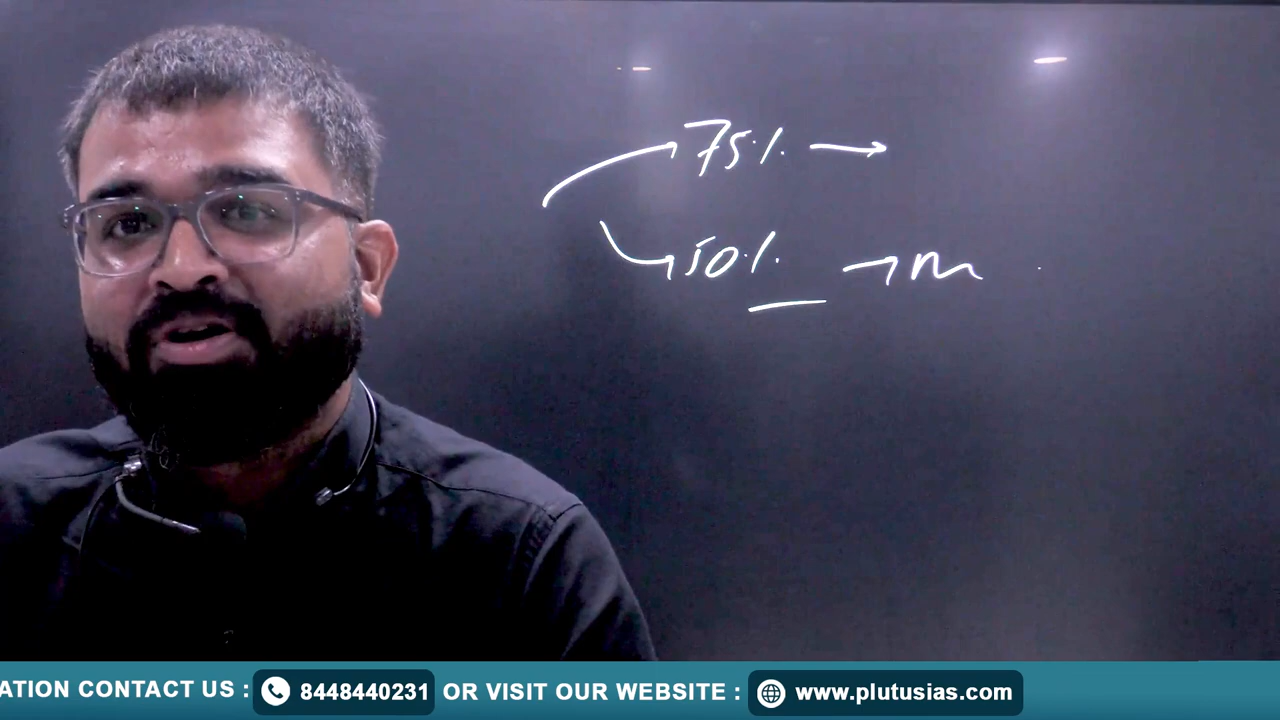 75%
50% → m
ATION CONTACT US : 8448440231 OR VISIT OUR WEBSITE : www.plutusias.com